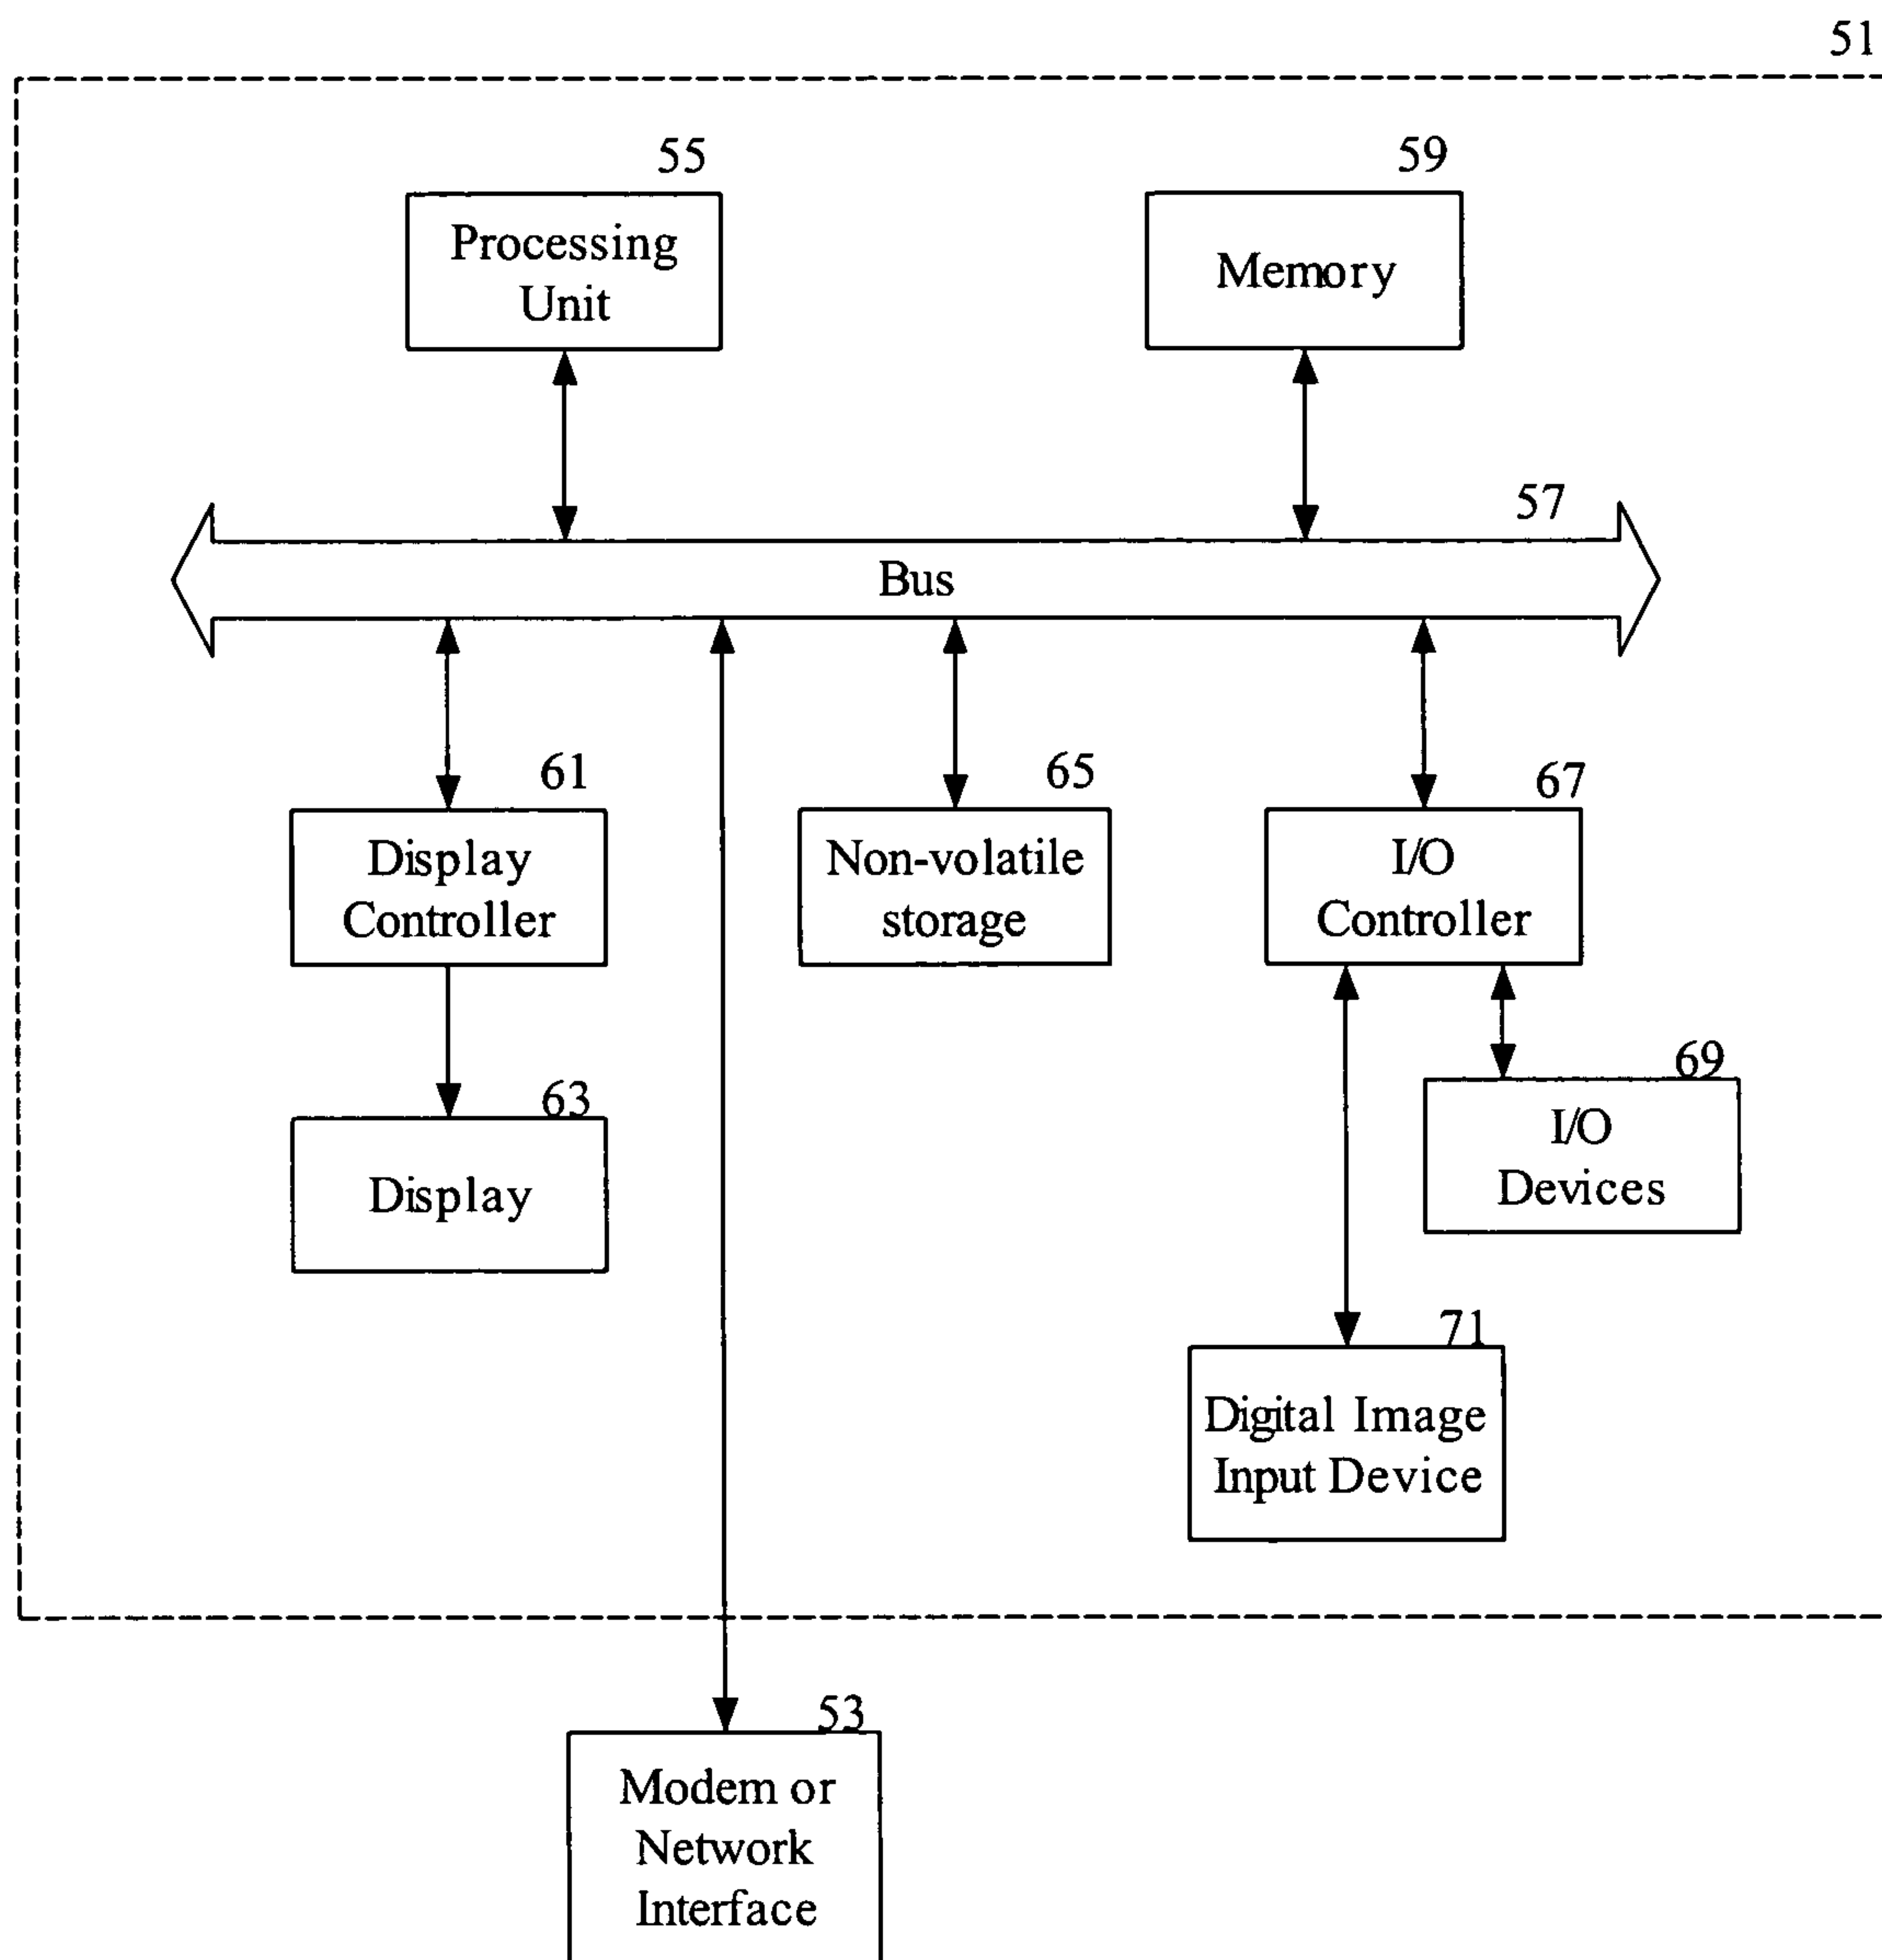 51
55
59
Processing
Unit
Memory
57
Bus
61
65
67
Display
Controller
Non-volatile
storage
I/O
Controller
63
69
Display
I/O
Devices
71
Digital Image
Input Device
53
Modem or
Network
Interface